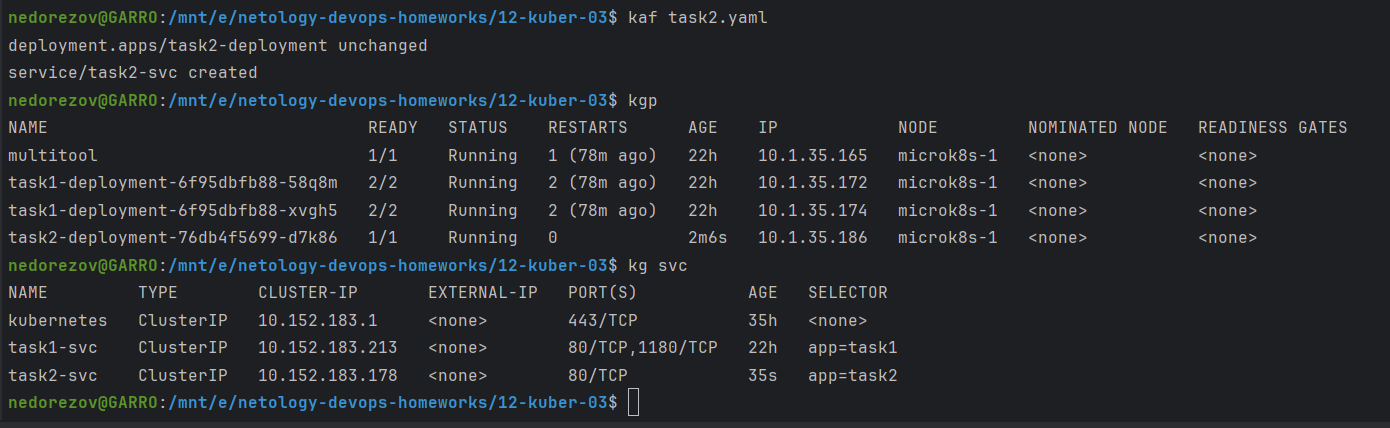 nedorezov@GARRO:/mnt/e/netology-devops-homeworks/12-kuber-03$ kaf task2.yaml
deployment.apps/task2-deployment unchanged
service/task2-svc created
nedorezov@GARRO:/mnt/e/netology-devops-homeworks/12-kuber-03$ kgp
NAME                                READY   STATUS    RESTARTS      AGE    IP            NODE         NOMINATED NODE   READINESS GATES
multitool                           1/1     Running   1 (78m ago)   22h    10.1.35.165   microk8s-1   <none>           <none>
task1-deployment-6f95dbfb88-58q8m   2/2     Running   2 (78m ago)   22h    10.1.35.172   microk8s-1   <none>           <none>
task1-deployment-6f95dbfb88-xvgh5   2/2     Running   2 (78m ago)   22h    10.1.35.174   microk8s-1   <none>           <none>
task2-deployment-76db4f5699-d7k86   1/1     Running   0             2m6s   10.1.35.186   microk8s-1   <none>           <none>
nedorezov@GARRO:/mnt/e/netology-devops-homeworks/12-kuber-03$ kg svc
NAME         TYPE        CLUSTER-IP       EXTERNAL-IP   PORT(S)           AGE   SELECTOR
kubernetes   ClusterIP   10.152.183.1     <none>        443/TCP           35h   <none>
task1-svc    ClusterIP   10.152.183.213   <none>        80/TCP,1180/TCP   22h   app=task1
task2-svc    ClusterIP   10.152.183.178   <none>        80/TCP            35s   app=task2
nedorezov@GARRO:/mnt/e/netology-devops-homeworks/12-kuber-03$